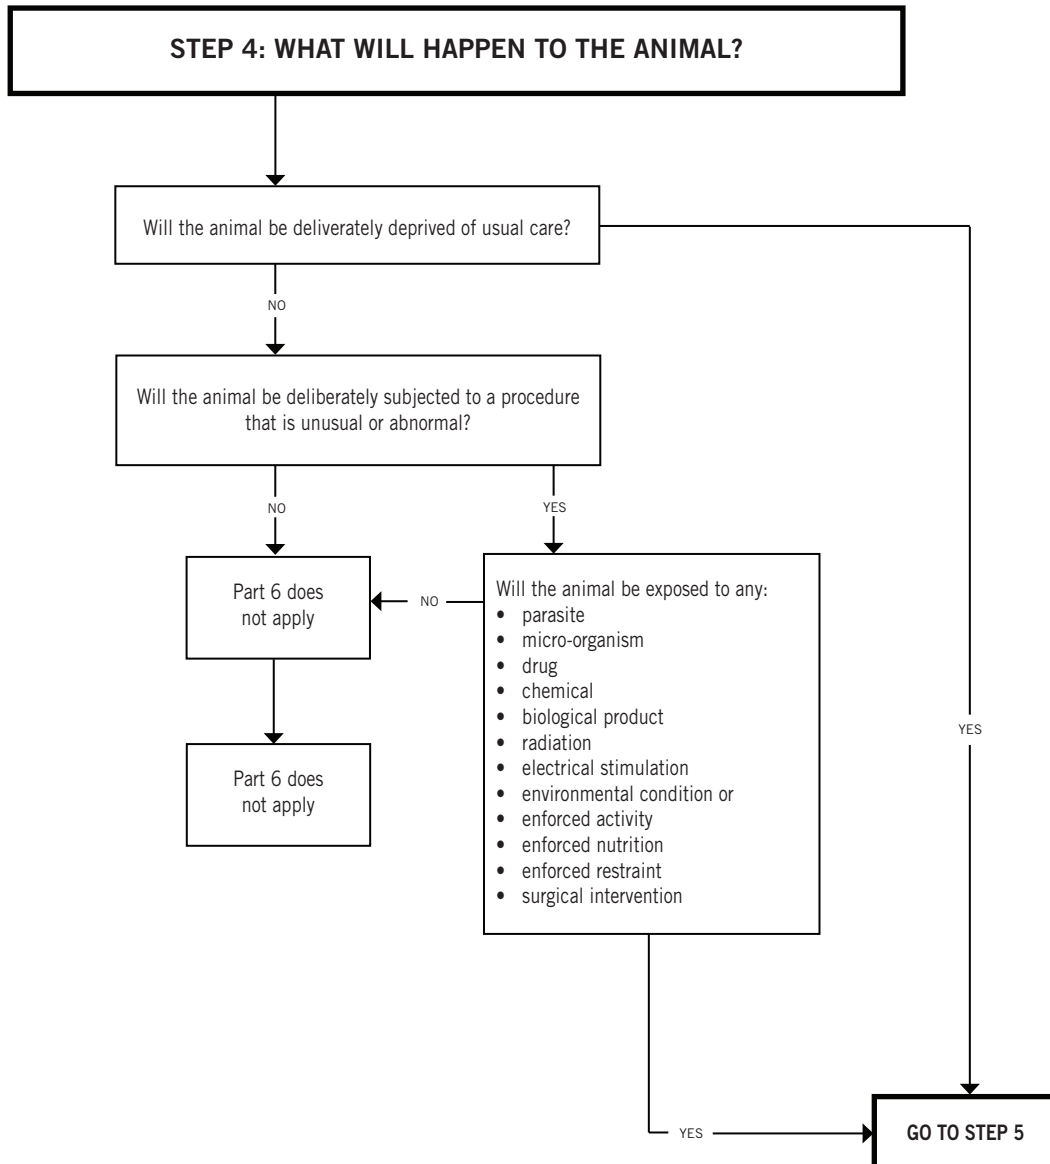 STEP 4: WHAT WILL HAPPEN TO THE ANIMAL?
Will the animal be deliverately deprived of usual care?
NO
Will the animal be deliberately subjected to a procedure
that is unusual or abnormal?
NO
YES
Part 6 does
not apply
NO
Will the animal be exposed to any:
• parasite
• micro-organism
• drug
• chemical
• biological product
• radiation
• electrical stimulation
• environmental condition or
• enforced activity
• enforced nutrition
• enforced restraint
• surgical intervention
Part 6 does
not apply
YES
YES
GO TO STEP 5